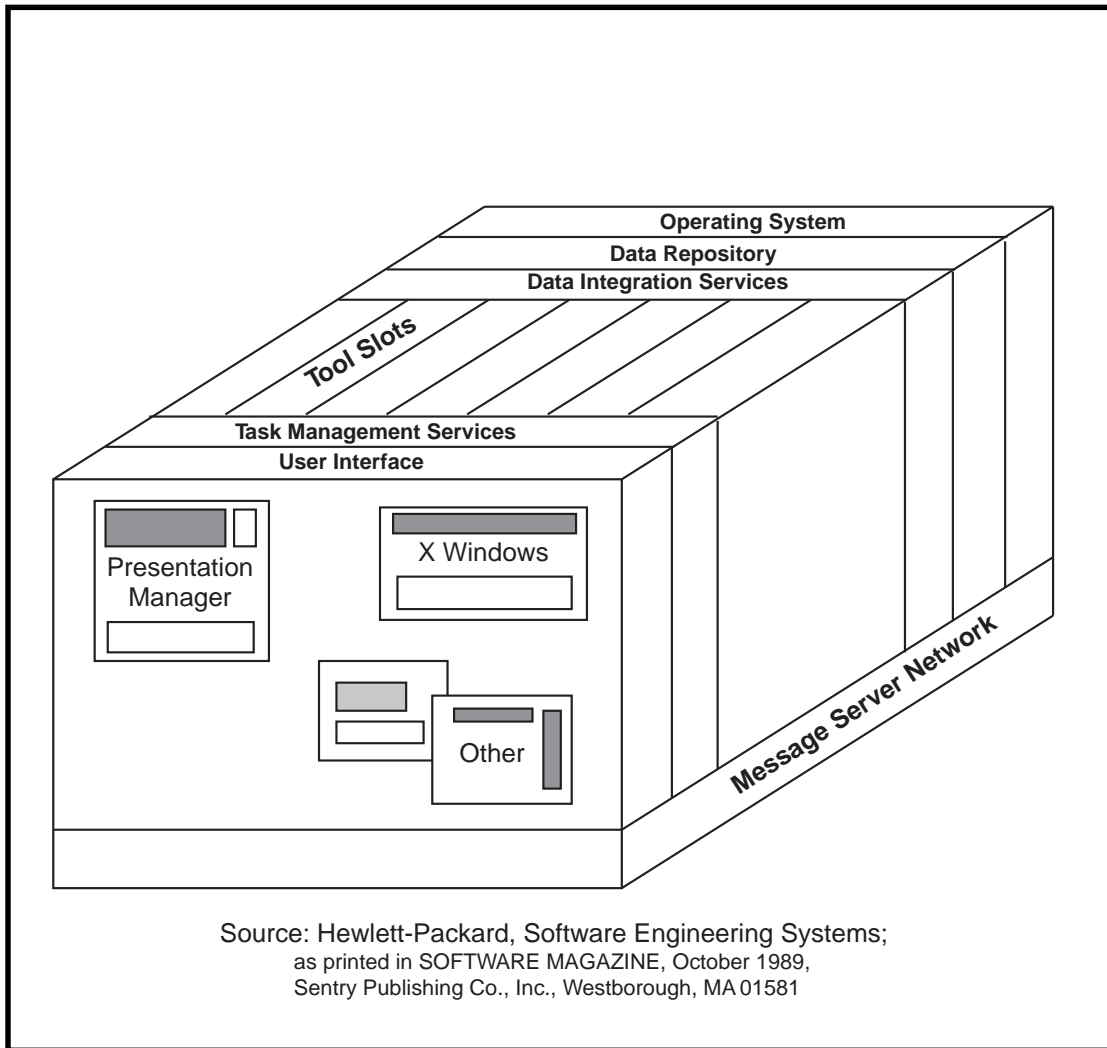 Operating System
Data Repository
Data Integration Services
Tool Slots
Task Management Services
User Interface
Presentation
Manager
X Windows
Other
Message Server Network
Source: Hewlett-Packard, Software Engineering Systems;
as printed in SOFTWARE MAGAZINE, October 1989,
Sentry Publishing Co., Inc., Westborough, MA 01581